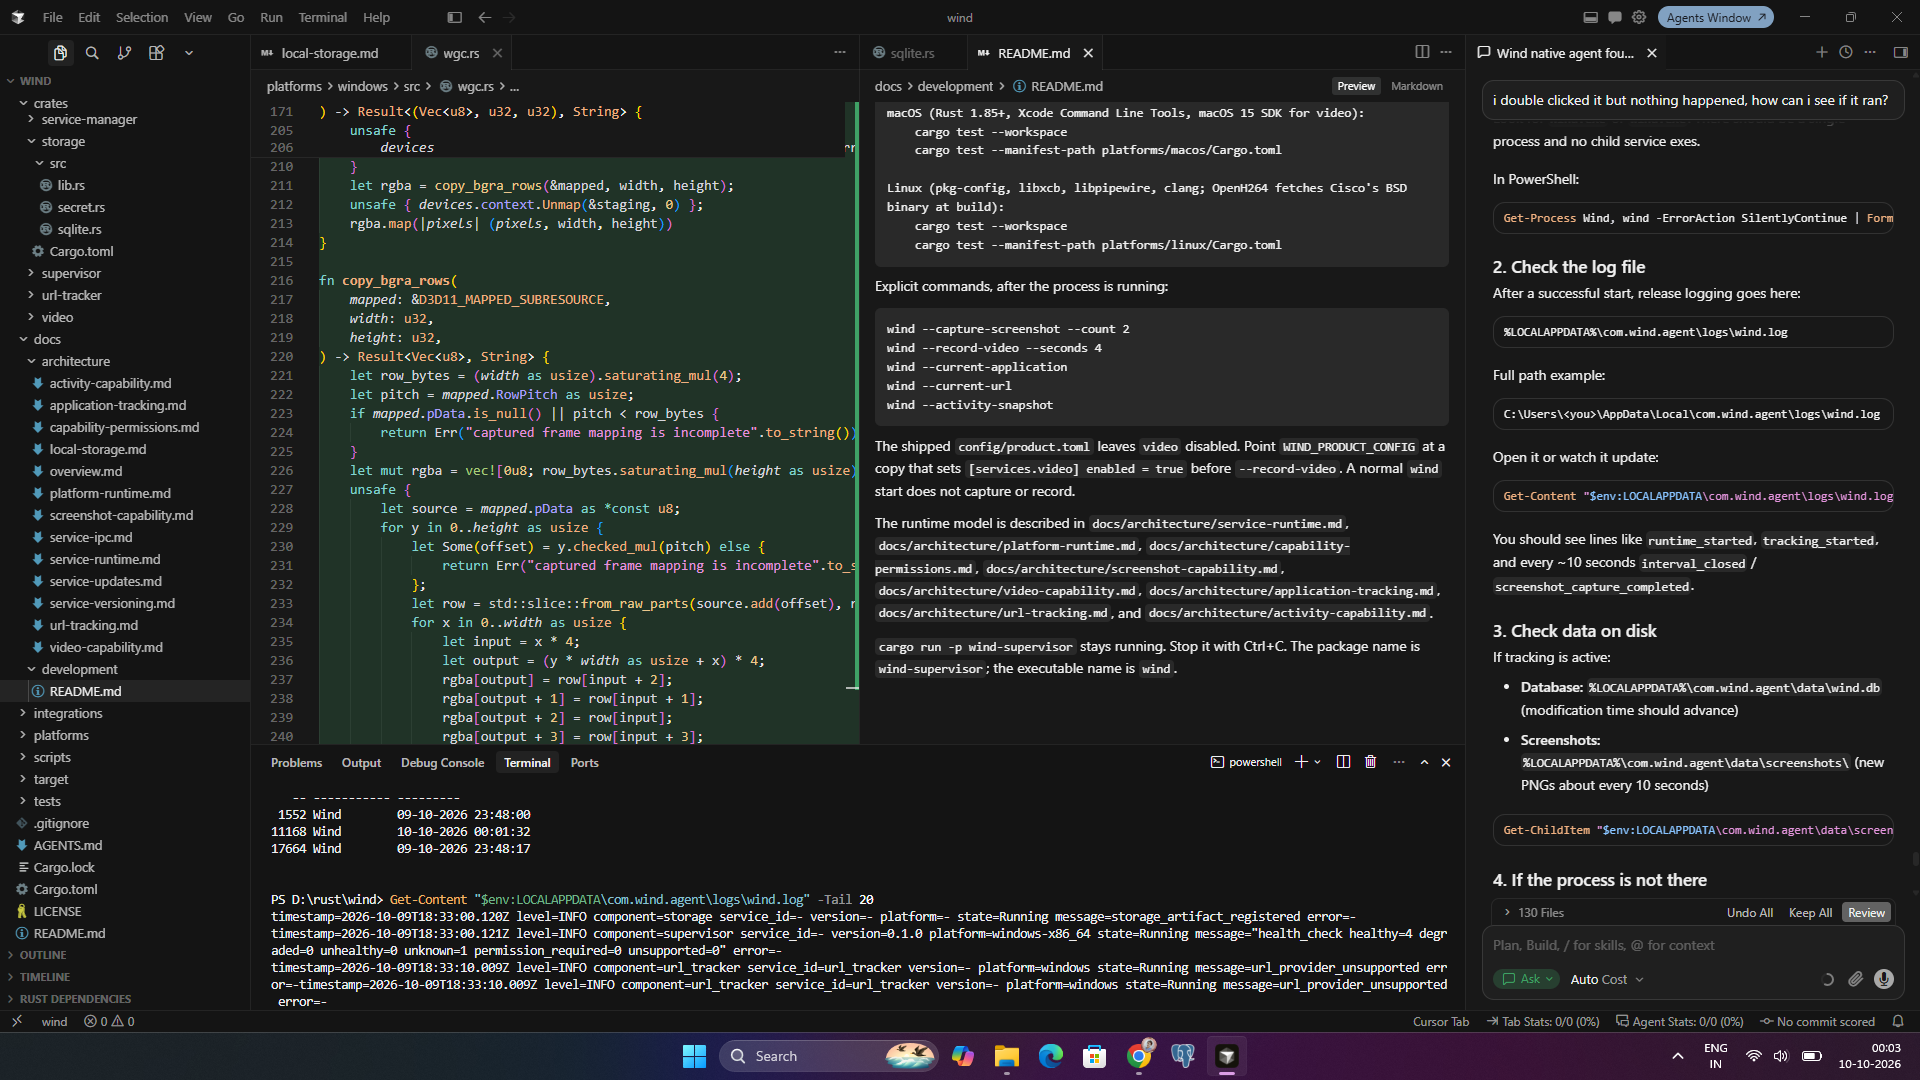 File Edit Selection View Go Run Terminal Help
wind
Agents Window
WIND
crates
service-manager
storage
src
lib.rs
secret.rs
sqlite.rs
Cargo.toml
supervisor
url-tracker
video
docs
architecture
activity-capability.md
application-tracking.md
capability-permissions.md
local-storage.md
overview.md
platform-runtime.md
screenshot-capability.md
service-ipc.md
service-runtime.md
service-updates.md
service-versioning.md
url-tracking.md
video-capability.md
development
README.md
integrations
platforms
scripts
target
tests
.gitignore
AGENTS.md
Cargo.lock
Cargo.toml
LICENSE
README.md
OUTLINE
TIMELINE
RUST DEPENDENCIES
local-storage.md
wgc.rs
platforms > windows > src > wgc.rs > ...
171 ) -> Result<(Vec<u8>, u32, u32), String> {
205 unsafe {
206 devices
210 }
211 let rgba = copy_bgra_rows(&mapped, width, height);
212 unsafe { devices.context.Unmap(&staging, 0) };
213 rgba.map(|pixels| (pixels, width, height))
214 }
215
216 fn copy_bgra_rows(
217 mapped: &D3D11_MAPPED_SUBRESOURCE,
218 width: u32,
219 height: u32,
220 ) -> Result<Vec<u8>, String> {
221 let row_bytes = (width as usize).saturating_mul(4);
222 let pitch = mapped.RowPitch as usize;
223 if mapped.pData.is_null() || pitch < row_bytes {
224 return Err("captured frame mapping is incomplete".to_string())
225 }
226 let mut rgba = vec![0u8; row_bytes.saturating_mul(height as usize)
227 unsafe {
228 let source = mapped.pData as *const u8;
229 for y in 0..height as usize {
230 let Some(offset) = y.checked_mul(pitch) else {
231 return Err("captured frame mapping is incomplete".to_s
232 };
233 let row = std::slice::from_raw_parts(source.add(offset), r
234 for x in 0..width as usize {
235 let input = x * 4;
236 let output = (y * width as usize + x) * 4;
237 rgba[output] = row[input + 2];
238 rgba[output + 1] = row[input + 1];
239 rgba[output + 2] = row[input];
240 rgba[output + 3] = row[input + 3];
sqlite.rs
README.md
docs > development > README.md
Preview Markdown
macOS (Rust 1.85+, Xcode Command Line Tools, macOS 15 SDK for video):
cargo test --workspace
cargo test --manifest-path platforms/macos/Cargo.toml
Linux (pkg-config, libxcb, libpipewire, clang; OpenH264 fetches Cisco's BSD
binary at build):
cargo test --workspace
cargo test --manifest-path platforms/linux/Cargo.toml
Explicit commands, after the process is running:
wind --capture-screenshot --count 2
wind --record-video --seconds 4
wind --current-application
wind --current-url
wind --activity-snapshot
The shipped config/product.toml leaves video disabled. Point WIND_PRODUCT_CONFIG at a
copy that sets [services.video] enabled = true before --record-video. A normal wind
start does not capture or record.
The runtime model is described in docs/architecture/service-runtime.md,
docs/architecture/platform-runtime.md, docs/architecture/capability-
permissions.md, docs/architecture/screenshot-capability.md,
docs/architecture/video-capability.md, docs/architecture/application-tracking.md,
docs/architecture/url-tracking.md, and docs/architecture/activity-capability.md.
cargo run -p wind-supervisor stays running. Stop it with Ctrl+C. The package name is
wind-supervisor; the executable name is wind.
Problems Output Debug Console Terminal Ports
powershell
1552 Wind 09-10-2026 23:48:00
11168 Wind 10-10-2026 00:01:32
17664 Wind 09-10-2026 23:48:17
PS D:\rust\wind> Get-Content "$env:LOCALAPPDATA\com.wind.agent\logs\wind.log" -Tail 20
timestamp=2026-10-09T18:33:00.120Z level=INFO component=storage service_id=- version=- platform=- state=Running message=storage_artifact_registered error=-
timestamp=2026-10-09T18:33:00.121Z level=INFO component=supervisor service_id=- version=0.1.0 platform=windows-x86_64 state=Running message="health_check healthy=4 degr
aded=0 unhealthy=0 unknown=1 permission_required=0 unsupported=0" error=-
timestamp=2026-10-09T18:33:10.009Z level=INFO component=url_tracker service_id=url_tracker version=- platform=windows state=Running message=url_provider_unsupported err
or=-timestamp=2026-10-09T18:33:10.009Z level=INFO component=url_tracker service_id=url_tracker version=- platform=windows state=Running message=url_provider_unsupported
error=-
Wind native agent fou...
i double clicked it but nothing happened, how can i see if it ran?
process and no child service exes.
In PowerShell:
Get-Process Wind, wind -ErrorAction SilentlyContinue | Form
2. Check the log file
After a successful start, release logging goes here:
%LOCALAPPDATA%\com.wind.agent\logs\wind.log
Full path example:
C:\Users\<you>\AppData\Local\com.wind.agent\logs\wind.log
Open it or watch it update:
Get-Content "$env:LOCALAPPDATA\com.wind.agent\logs\wind.log
You should see lines like runtime_started, tracking_started,
and every ~10 seconds interval_closed /
screenshot_capture_completed.
3. Check data on disk
If tracking is active:
• Database: %LOCALAPPDATA%\com.wind.agent\data\wind.db
(modification time should advance)
• Screenshots:
%LOCALAPPDATA%\com.wind.agent\data\screenshots\ (new
PNGs about every 10 seconds)
Get-ChildItem "$env:LOCALAPPDATA\com.wind.agent\data\screen
4. If the process is not there
130 Files
Undo All Keep All Review
Plan, Build, / for skills, @ for context
Ask Auto Cost
wind 0 0
Cursor Tab Tab Stats: 0/0 (0%) Agent Stats: 0/0 (0%) No commit scored
Search
ENG
IN
00:03
10-10-2026